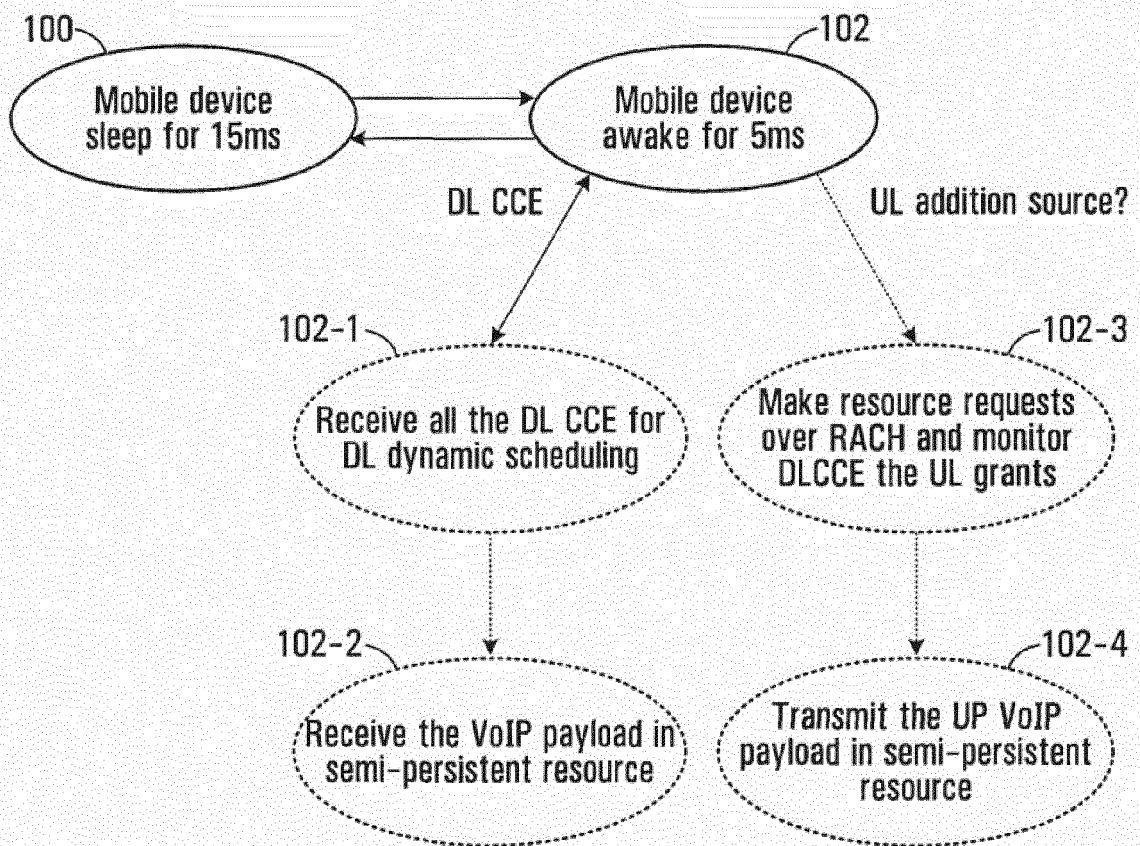 100
102
Mobile device
sleep for 15ms
Mobile device
awake for 5ms
DL CCE
UL addition source?
102-1
102-3
Receive all the DL CCE for
DL dynamic scheduling
Make resource requests
over RACH and monitor
DLCCE the UL grants
102-2
102-4
Receive the VoIP payload in
semi-persistent resource
Transmit the UP VoIP
payload in semi-persistent
resource